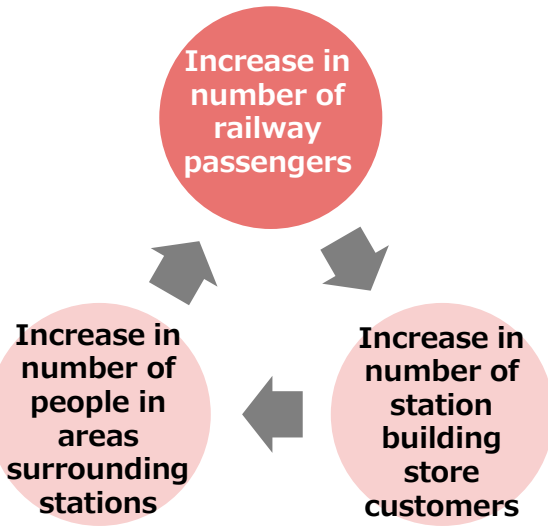 Increase in
number of
railway
passengers
Increase in
number of
people in
areas
surrounding
stations
Increase in
number of
station
building
store
customers